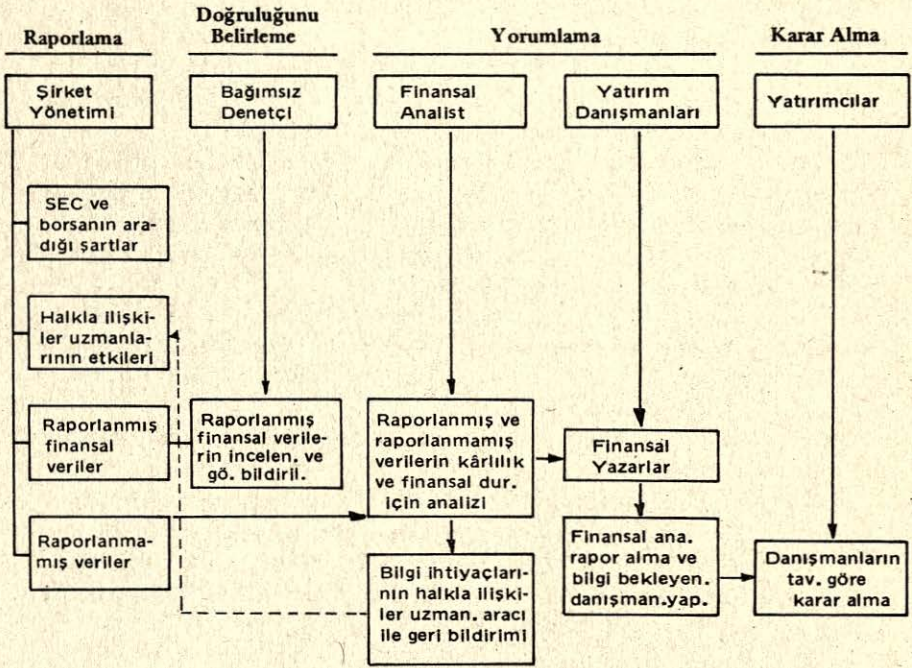 Raporlama
Doğruluğunu
Belirleme
Yorumlama
Karar Alma
Şirket
Yönetimi
Bağımsız
Denetçi
Finansal
Analist
Yatırım
Danışmanları
Yatırımcılar
SEC ve
borsanın ara-
dığı şartlar
Halkla ilişki-
ler uzmanla-
rının etkileri
Raporlanmış
finansal
veriler
Raporlanma-
mış veriler
Raporlanmış
finansal verile-
rin incelen. ve
gö. bildiril.
Raporlanmış ve
raporlanmamış
verilerin kârlılık
ve finansal dur.
için analizi
Bilgi ihtiyaçları-
nın halkla ilişki-
ler uzman. aracı
ile geri bildirimi
Finansal
Yazarlar
Finansal ana.
rapor alma ve
bilgi bekleyen.
danışman.yap.
Danışmanların
tav. göre
karar alma